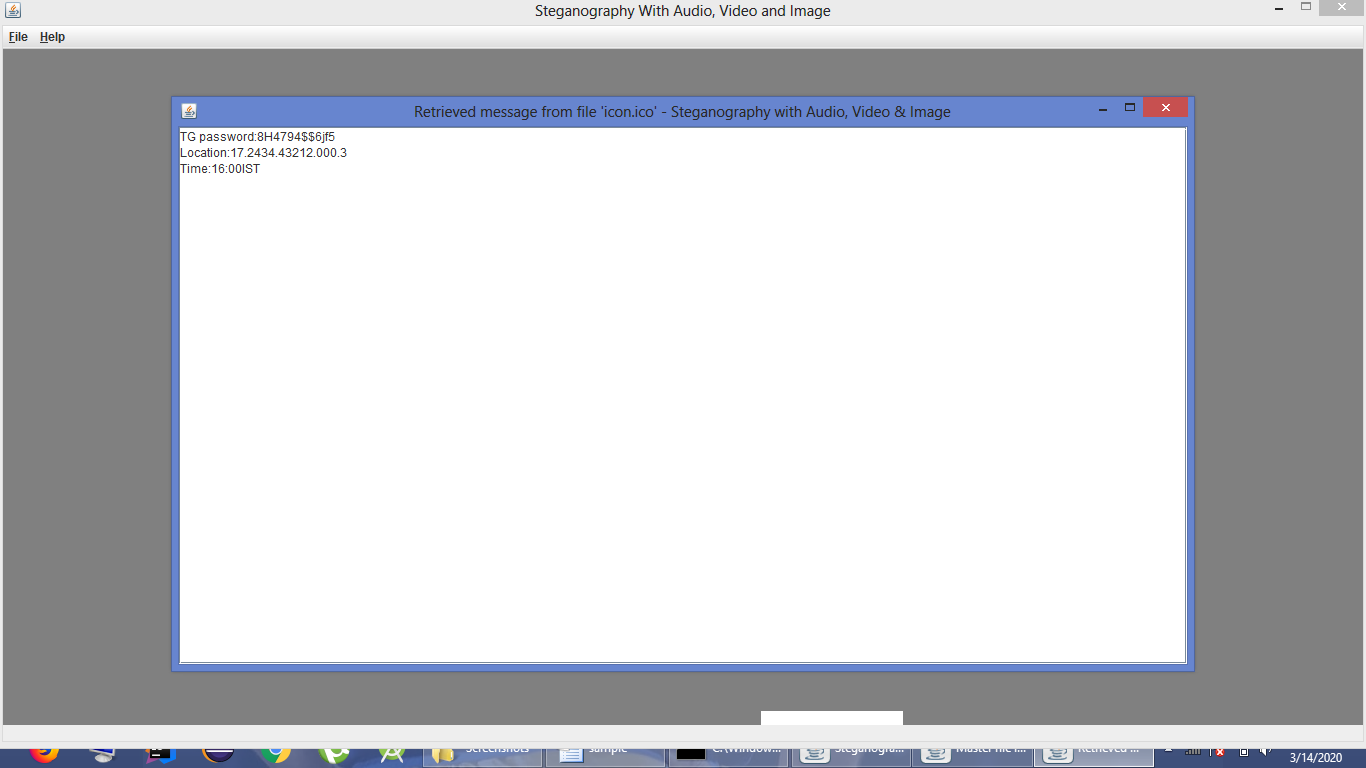 Steganography With Audio, Video and Image
File Help
Retrieved message from file 'icon.ico' - Steganography with Audio, Video & Image
TG password:8H4794$$6jf5
Location:17.2434.43212.000.3
Time:16:00IST
Screenshots
sample
C:\Window...
Steganogra...
Master file i...
Retrieved ...
3/14/2020